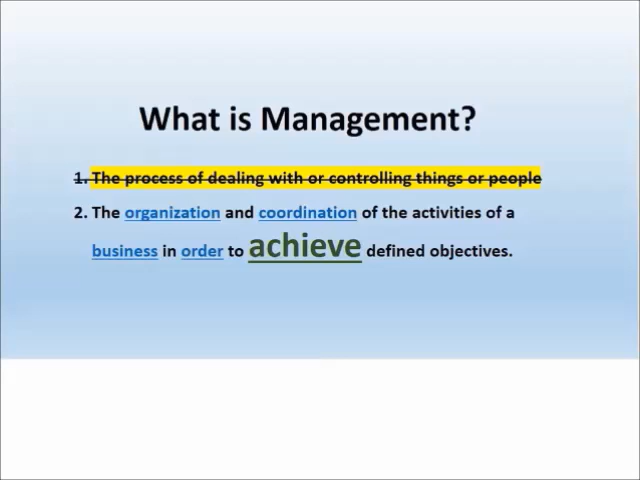 What is Management?
1. The process of dealing with or controlling things or people
2. The organization and coordination of the activities of a
business in order to achieve defined objectives.